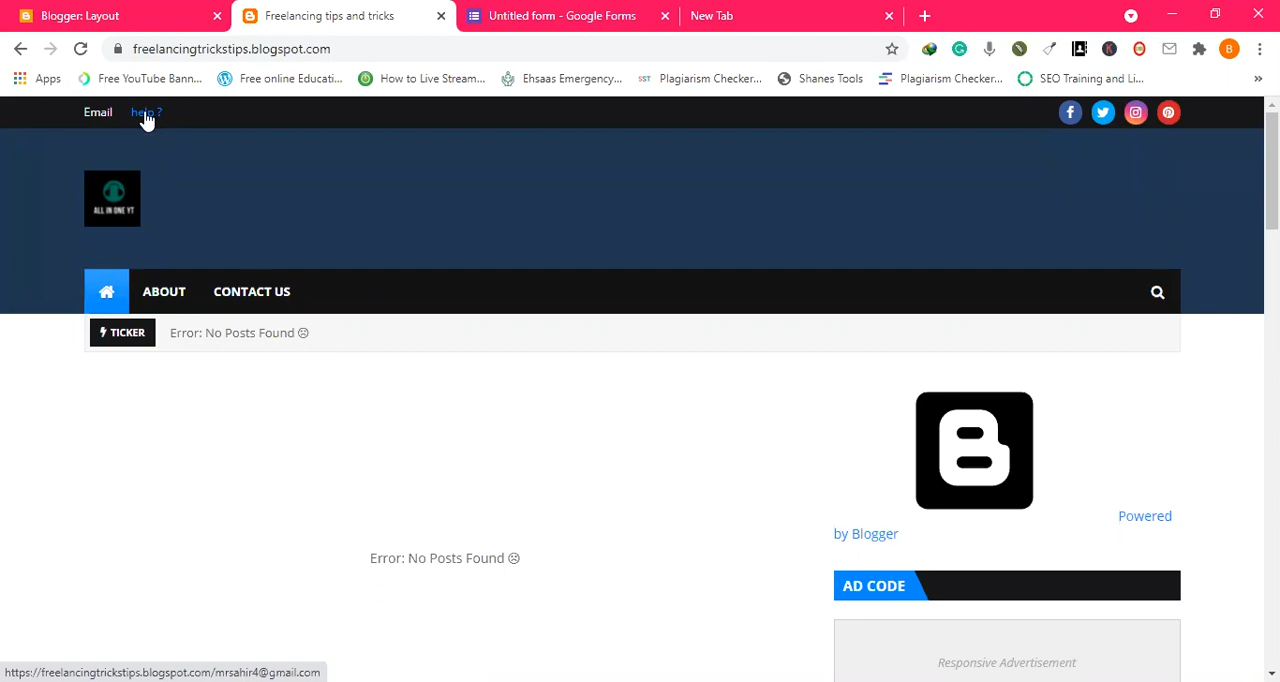 Blogger: Layout
Freelancing tips and tricks
Untitled form - Google Forms
New Tab
freelancingtrickstips.blogspot.com
B
Apps
Free YouTube Bann...
Free online Educati...
How to Live Stream...
Ehsaas Emergency,...
SST
Plagiarism Checker...
Shanes Tools
Plagiarism Checker...
SEO Training and Li...
»
Email help ?
ALL IN ONE YT
ABOUT
CONTACT US
TICKER
Error: No Posts Found ☹
Powered
by Blogger
Error: No Posts Found ☹
AD CODE
Responsive Advertisement
https://freelancingtrickstips.blogspot.com/mrsahir4@gmail.com